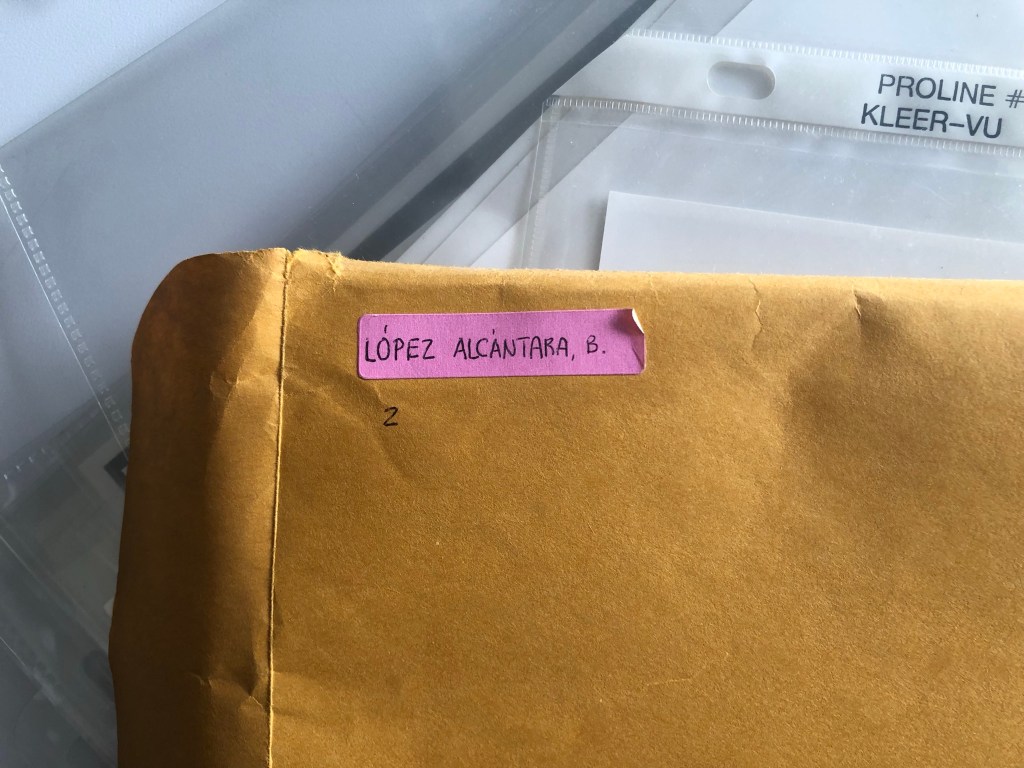 PROLINE #
KLEER-VU
LÓPEZ ALCÁNTARA, B.
2